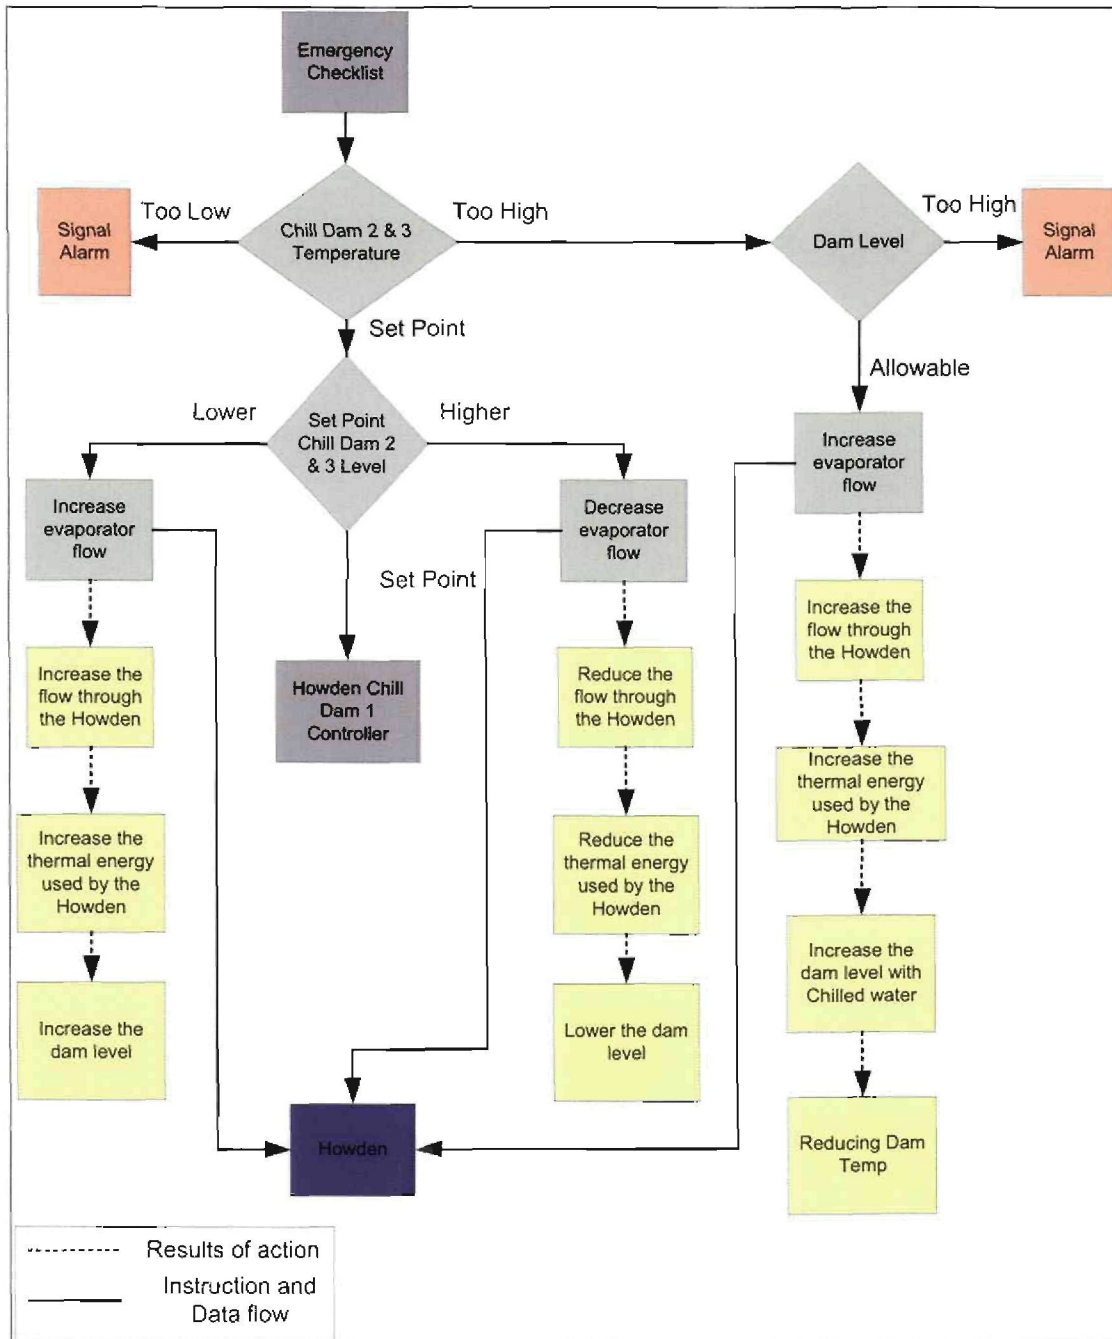 Emergency
Checklist
Too Low
Too High
Too High
Signal
Alarm
Chill Dam 2 & 3
Temperature
Dam Level
Signal
Alarm
Set Point
Allowable
Lower
Higher
Set Point
Chill Dam 2
& 3 Level
Increase
evaporator
flow
Increase
evaporator
flow
Decrease
evaporator
flow
Set Point
Increase the
flow through
the Howden
Increase the
flow through
the Howden
Howden Chill
Dam 1
Controller
Reduce the
flow through
the Howden
Increase the
thermal energy
used by the
Howden
Increase the
thermal energy
used by the
Howden
Reduce the
thermal energy
used by the
Howden
Increase the
dam level with
Chilled water
Increase the
dam level
Lower the dam
level
Howden
Reducing Dam
Temp
Results of action
Instruction and
Data flow